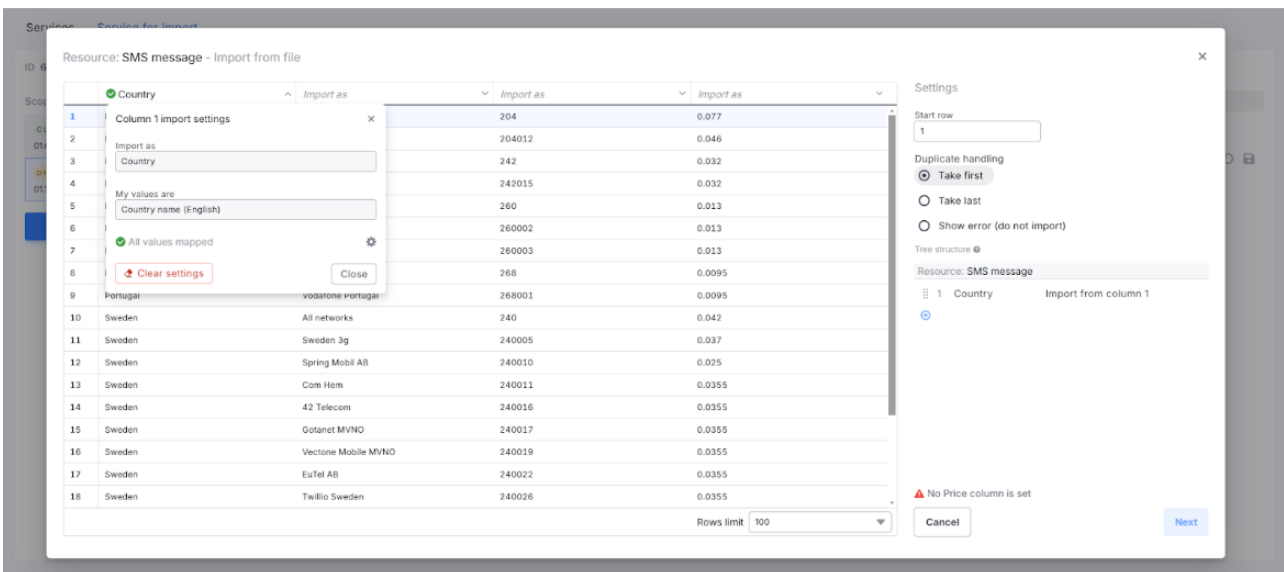 Services Service for import
ID 6
Resource: SMS message - Import from file
Country Import as Import as Import as
Settings
Column 1 import settings
Import as
Country
My values are
Country name (English)
All values mapped
Clear settings Close
1 204 0.077
2 204012 0.046
3 242 0.032
4 242015 0.032
5 260 0.013
6 260002 0.013
7 260003 0.013
8 268 0.0095
9 Portugal Vodafone Portugal 268001 0.0095
10 Sweden All networks 240 0.042
11 Sweden Sweden 3g 240005 0.037
12 Sweden Spring Mobil AB 240010 0.025
13 Sweden Com Hem 240011 0.0355
14 Sweden 42 Telecom 240016 0.0355
15 Sweden Gotanet MVNO 240017 0.0355
16 Sweden Vectone Mobile MVNO 240019 0.0355
17 Sweden EuTel AB 240022 0.0355
18 Sweden Twillio Sweden 240026 0.0355
Rows limit 100
Start row
1
Duplicate handling
Take first
Take last
Show error (do not import)
Tree structure
Resource: SMS message
1 Country Import from column 1
No Price column is set
Cancel Next